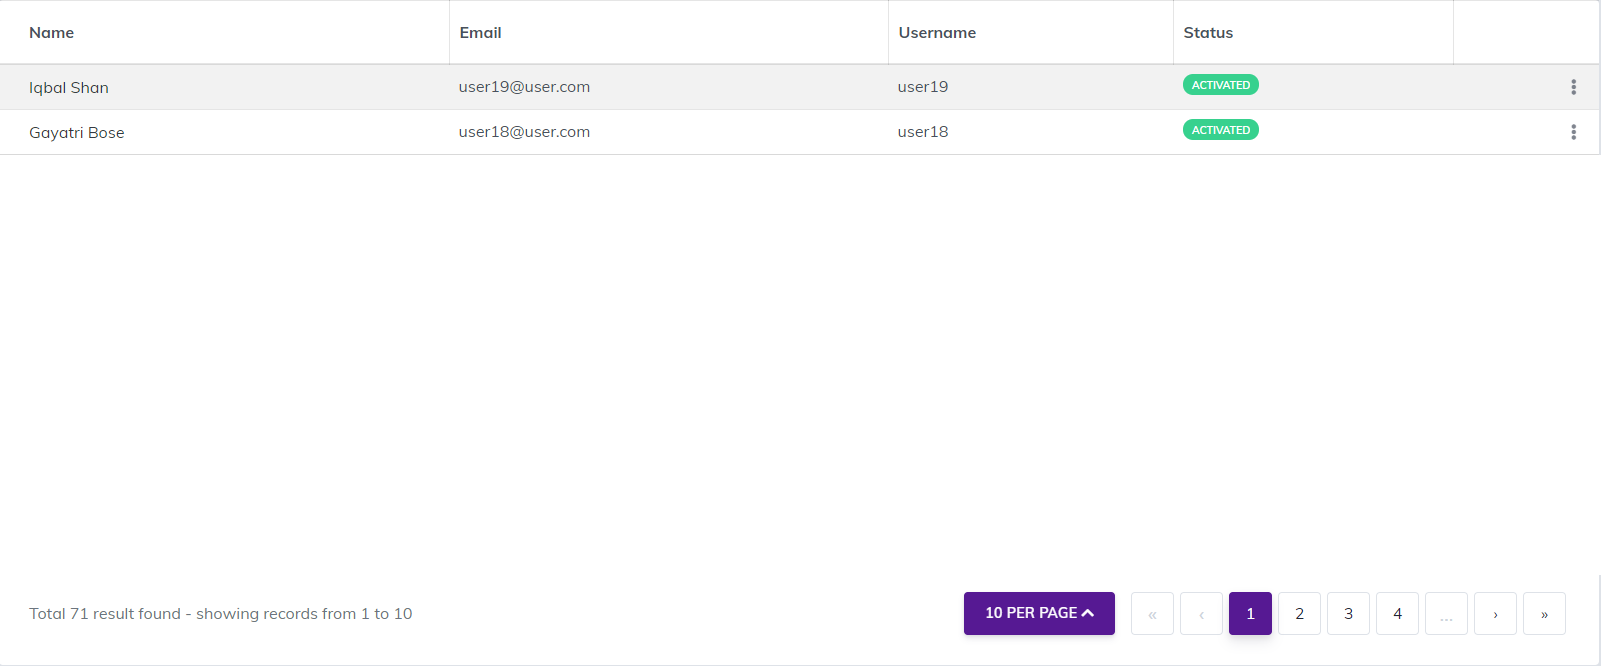 Name Email Username Status
Iqbal Shan user19@user.com user19 ACTIVATED
Gayatri Bose user18@user.com user18 ACTIVATED
Total 71 result found - showing records from 1 to 10 10 PER PAGE « ‹ 1 2 3 4 ... › »